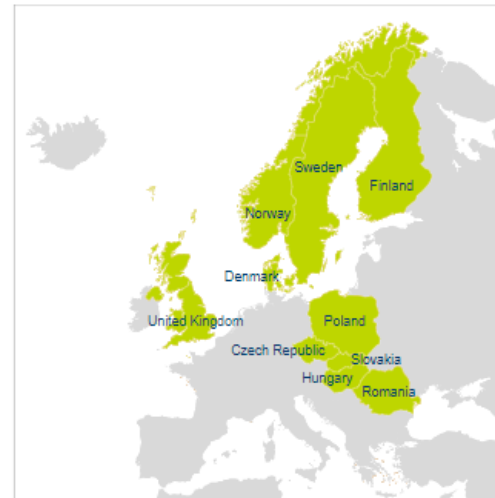 Sweden
Finland
Norway
Denmark
United Kingdom
Poland
Czech Republic
Slovakia
Hungary
Romania